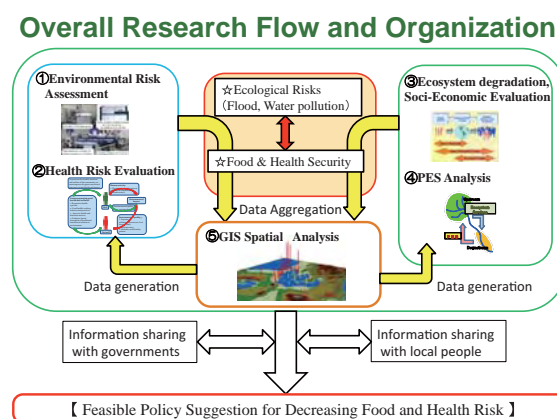 Overall Research Flow and Organization
①Environmental Risk
Assessment
②Health Risk Evaluation
☆Ecological Risks
(Flood, Water pollution)
☆Food & Health Security
Data Aggregation
③Ecosystem degradation,
Soci-Economic Evaluation
④PES Analysis
⑤GIS Spatial Analysis
Data generation
Data generation
Information sharing
with governments
Information sharing
with local people
【 Feasible Policy Suggestion for Decreasing Food and Health Risk 】